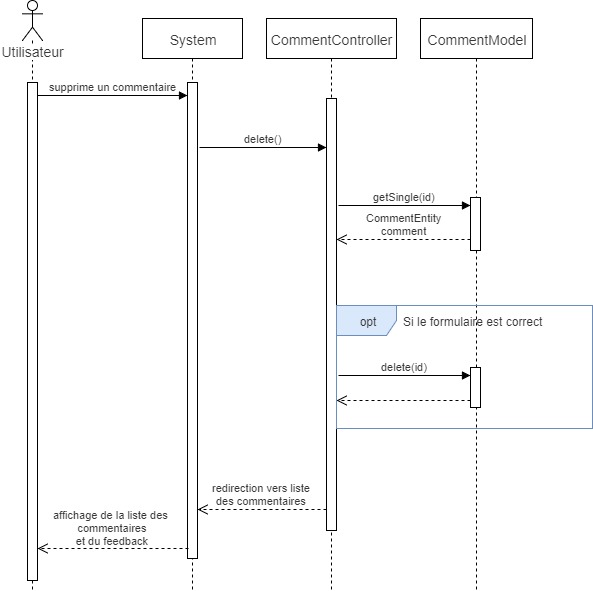 Utilisateur
System
CommentController
CommentModel
supprime un commentaire
delete()
getSingle(id)
CommentEntity
comment
opt
Si le formulaire est correct
delete(id)
redirection vers liste
des commentaires
affichage de la liste des
commentaires
et du feedback